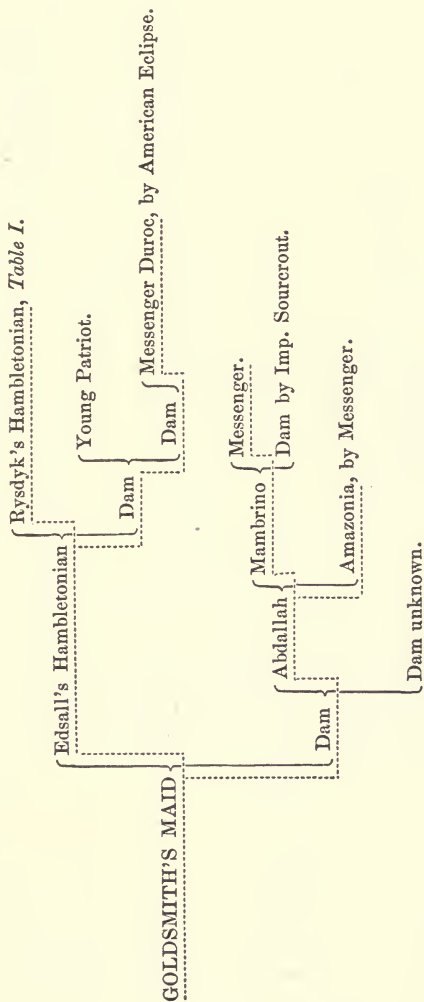 Rysdyk's Hambletonian, Table I.
Edsall's Hambletonian
Young Patriot.
Dam
Messenger Duroc, by American Eclipse.
Dam
GOLDSMITH'S MAID
Messenger.
Mambrino
Dam by Imp. Sourcrout.
Abdallah
Amazonia, by Messenger.
Dam
Dam unknown.